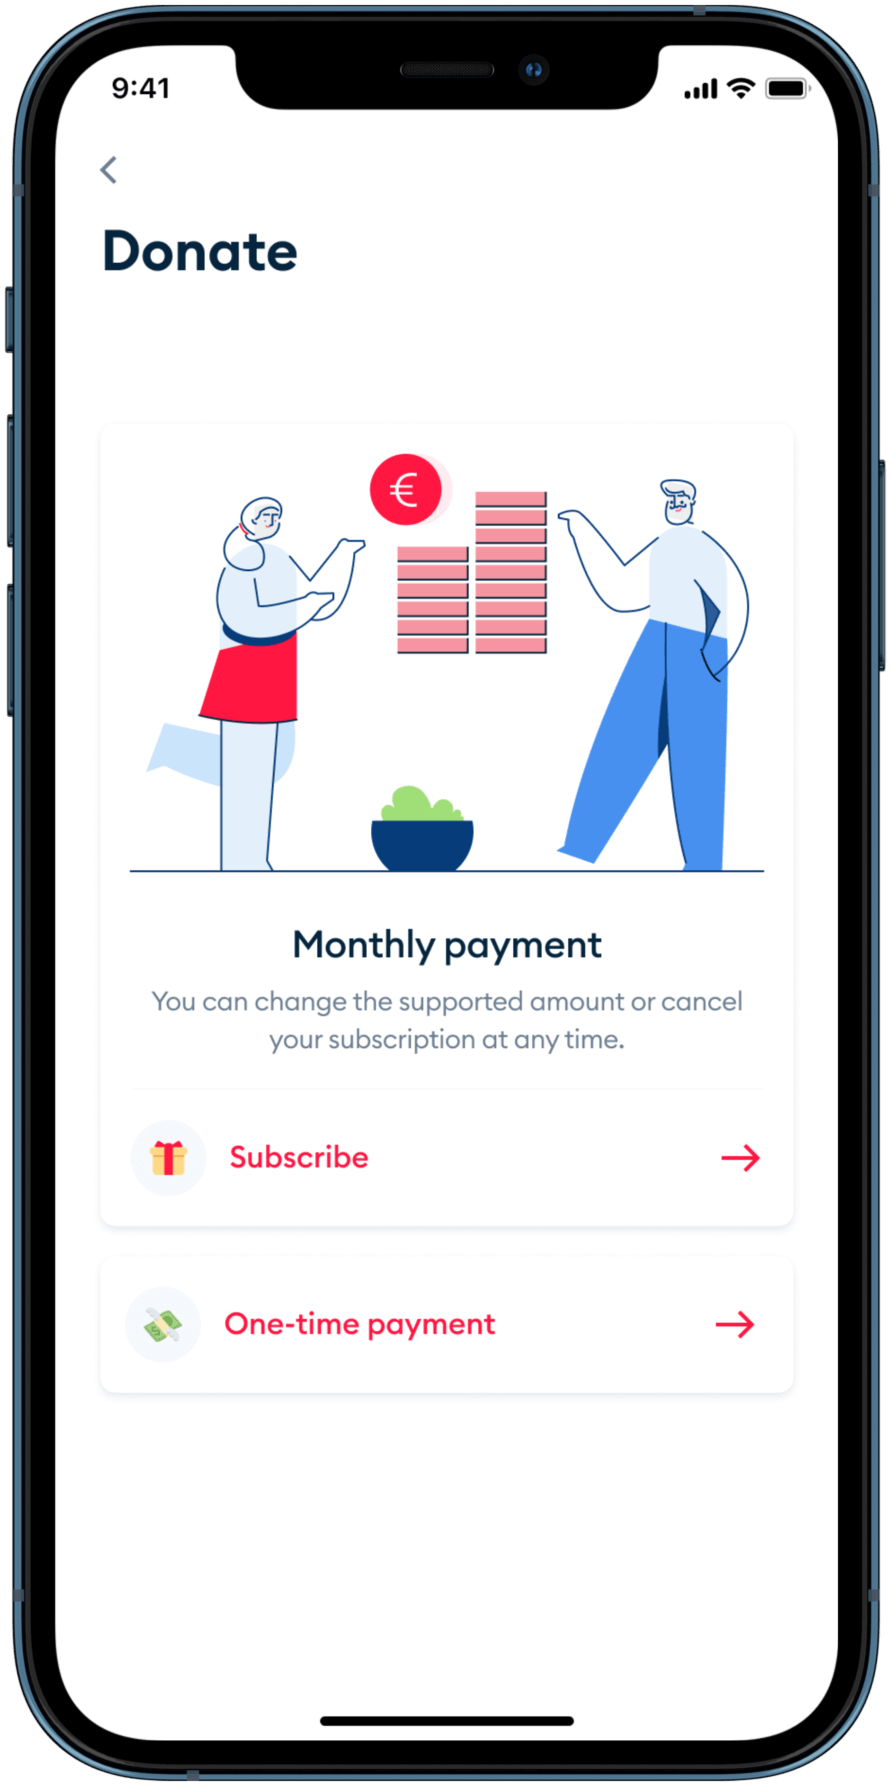 9:41
Donate
€
Monthly payment
You can change the supported amount or cancel
your subscription at any time.
Subscribe
One-time payment